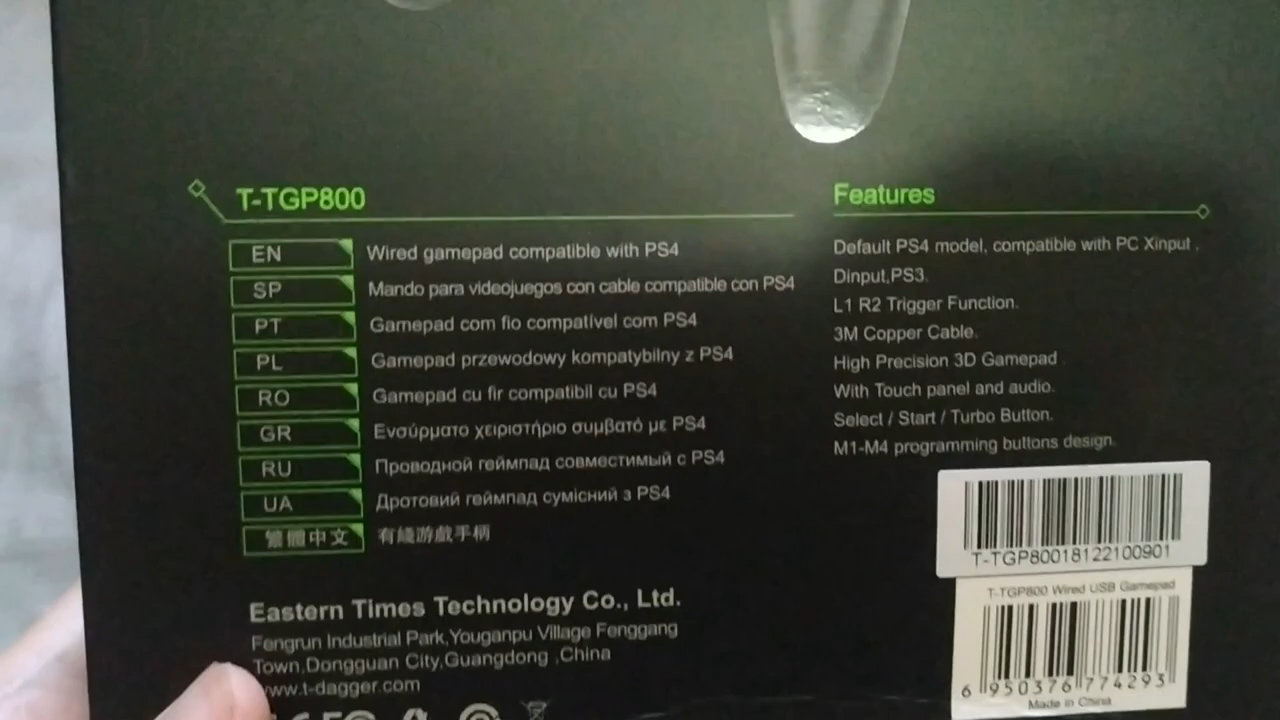 T-TGP800
EN Wired gamepad compatible with PS4
SP Mando para videojuegos con cable compatible con PS4
PT Gamepad com fio compatível com PS4
PL Gamepad przewodowy kompatybilny z PS4
RO Gamepad cu fir compatibil cu PS4
GR Ενσύρματο χειριστήριο συμβατό με PS4
RU Проводной геймпад совместимый с PS4
UA Дротовий геймпад сумісний з PS4
繁體中文 有綫游戲手柄
Eastern Times Technology Co., Ltd.
Fengrun Industrial Park,Youganpu Village Fenggang
Town,Dongguan City,Guangdong ,China
www.t-dagger.com
Features
Default PS4 model, compatible with PC Xinput ,
Dinput,PS3.
L1 R2 Trigger Function.
3M Copper Cable.
High Precision 3D Gamepad
With Touch panel and audio.
Select / Start / Turbo Button.
M1-M4 programming buttons design.
T-TGP80018122100901
T-TGP800 Wired USB Gamepad
6 950376 774293
Made in China